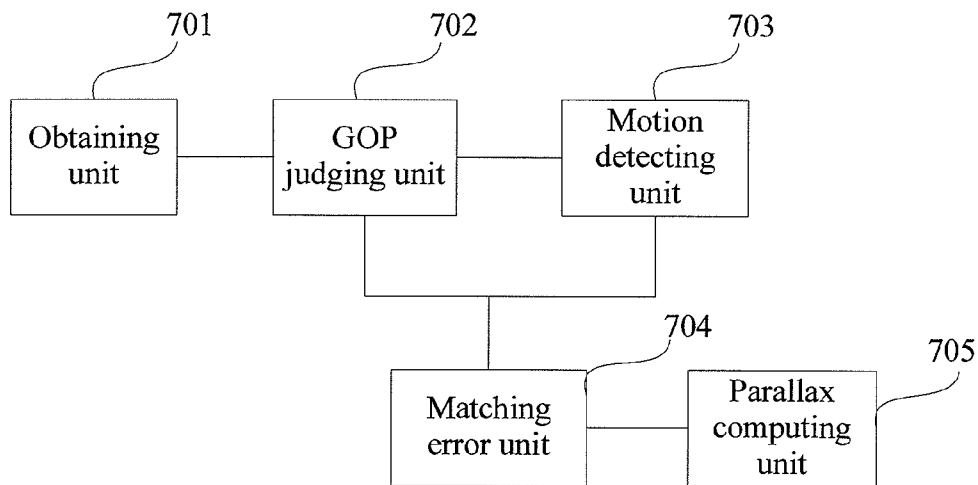 701
702
703
Obtaining
unit
GOP
judging unit
Motion
detecting
unit
704
705
Matching
error unit
Parallax
computing
unit